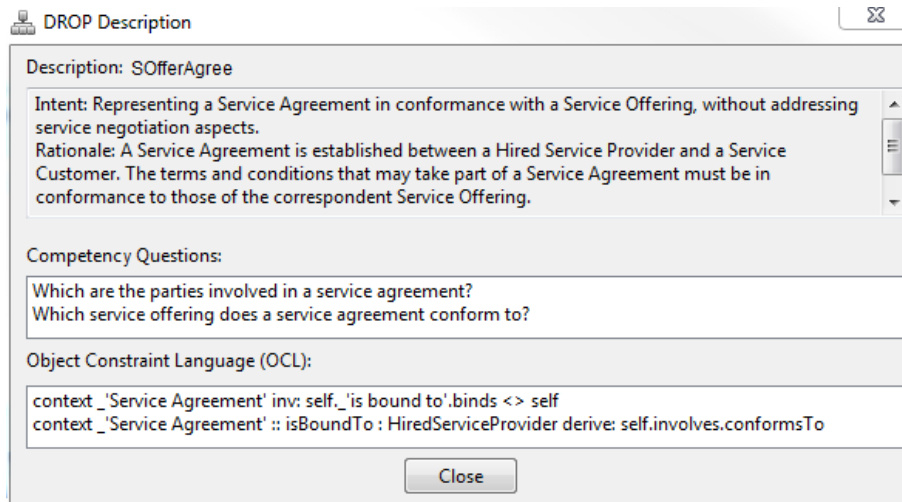 DROP Description
Description: SOfferAgree
Intent: Representing a Service Agreement in conformance with a Service Offering, without addressing
service negotiation aspects.
Rationale: A Service Agreement is established between a Hired Service Provider and a Service
Customer. The terms and conditions that may take part of a Service Agreement must be in
conformance to those of the correspondent Service Offering.
Competency Questions:
Which are the parties involved in a service agreement?
Which service offering does a service agreement conform to?
Object Constraint Language (OCL):
context _'Service Agreement' inv: self._'is bound to'.binds <> self
context _'Service Agreement' :: isBoundTo : HiredServiceProvider derive: self.involves.conformsTo
Close